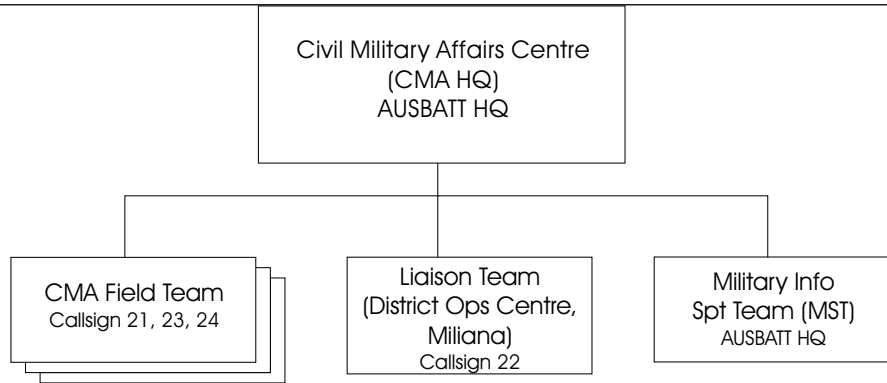 Civil Military Affairs Centre
(CMA HQ)
AUSBATT HQ
CMA Field Team
Callsign 21, 23, 24
Liaison Team
(District Ops Centre,
Miliana)
Callsign 22
Military Info
Spt Team (MST)
AUSBATT HQ